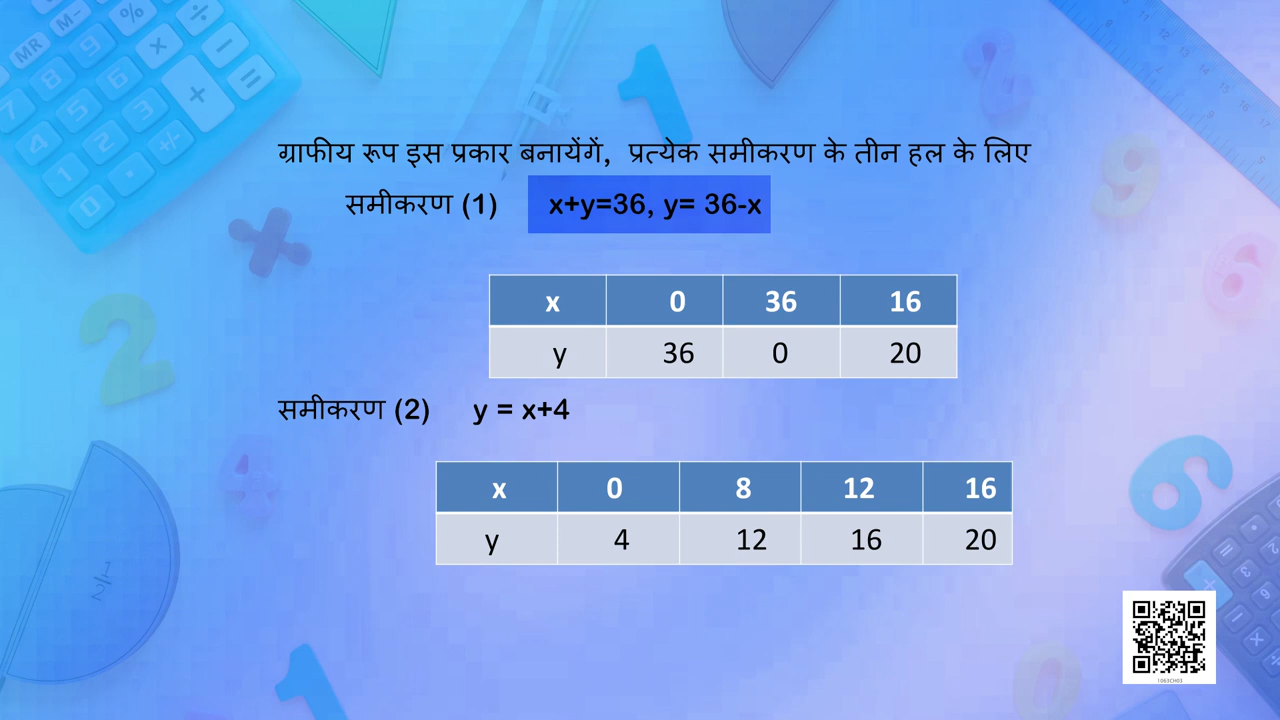 ग्राफीय रूप इस प्रकार बनायेंगें, प्रत्येक समीकरण के तीन हल के लिए
समीकरण (1) x+y=36, y= 36-x
x 0 36 16
y 36 0 20
समीकरण (2) y = x+4
x 0 8 12 16
y 4 12 16 20
1063CH03